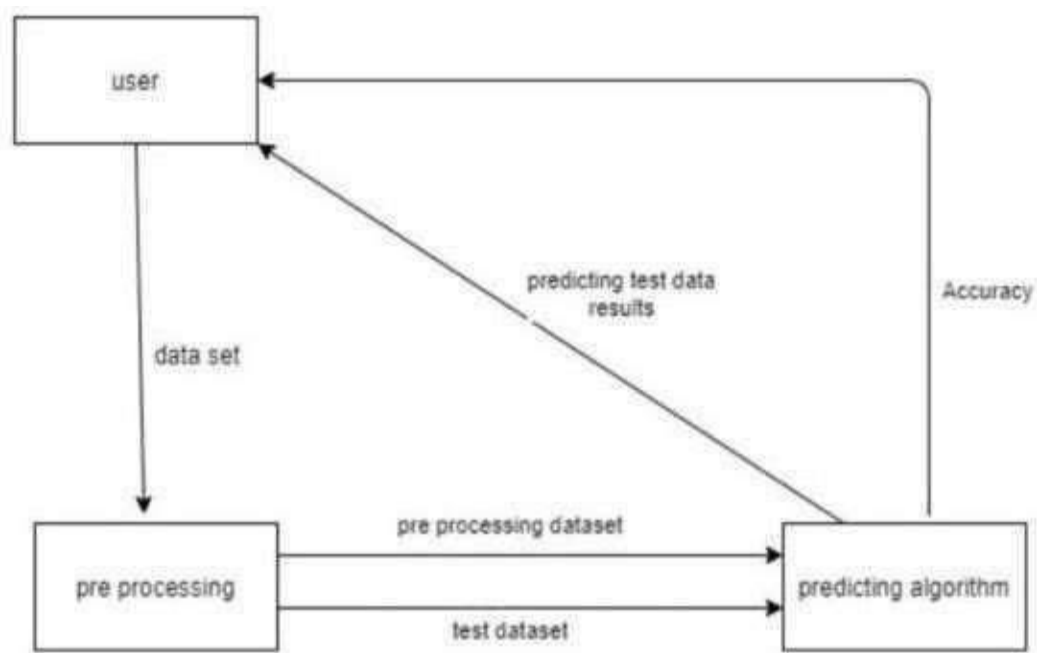 user
predicting test data
results
Accuracy
data set
pre processing dataset
pre processing
predicting algorithm
test dataset